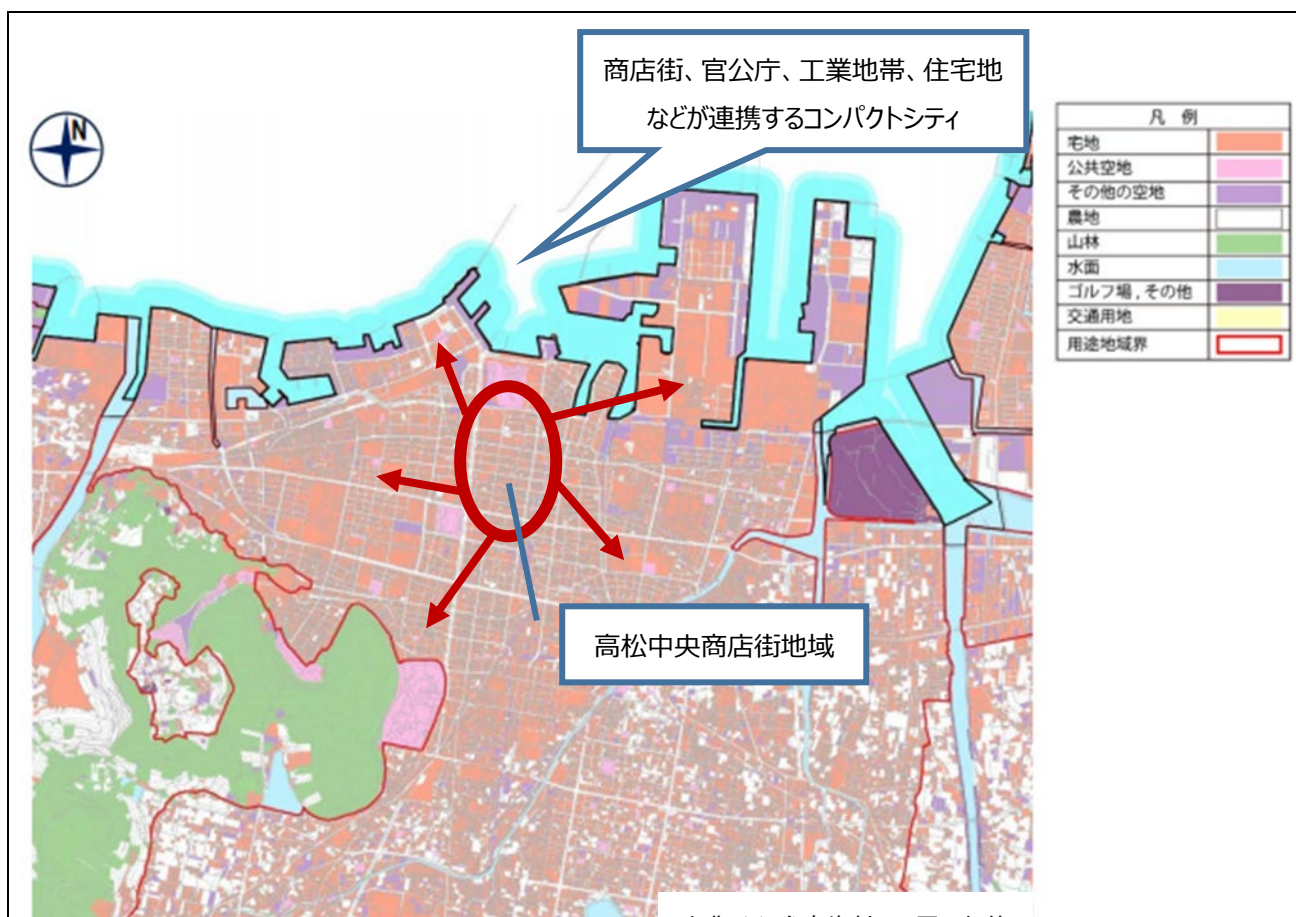 商店街、官公庁、工業地帯、住宅地
などが連携するコンパクトシティ
N
凡 例
宅地
公共空地
その他の空地
農地
山林
水面
ゴルフ場,その他
交通用地
用途地域界
高松中央商店街地域